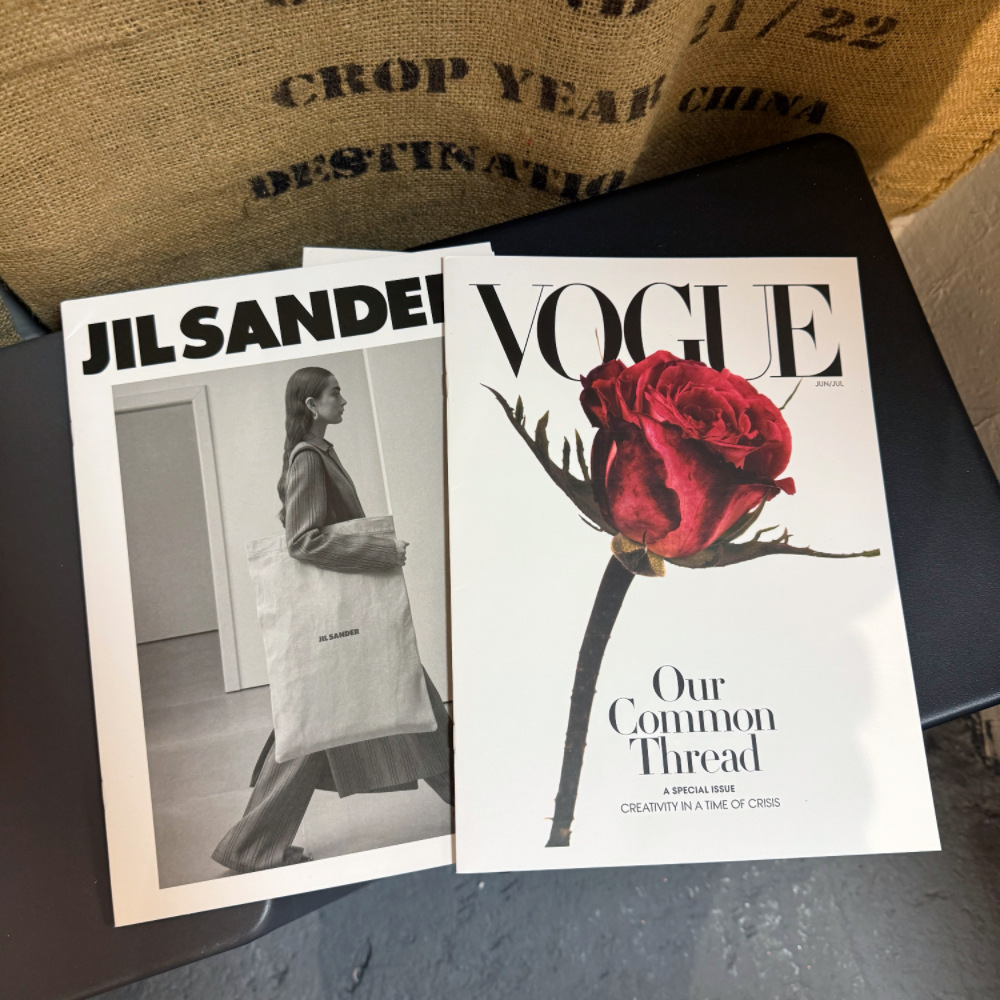 21/22
CROP YEAR CHINA
DESTINATIO
JIL SANDER
JIL SANDER
VOGUE
JUN/JUL
Our
Common
Thread
A SPECIAL ISSUE
CREATIVITY IN A TIME OF CRISIS